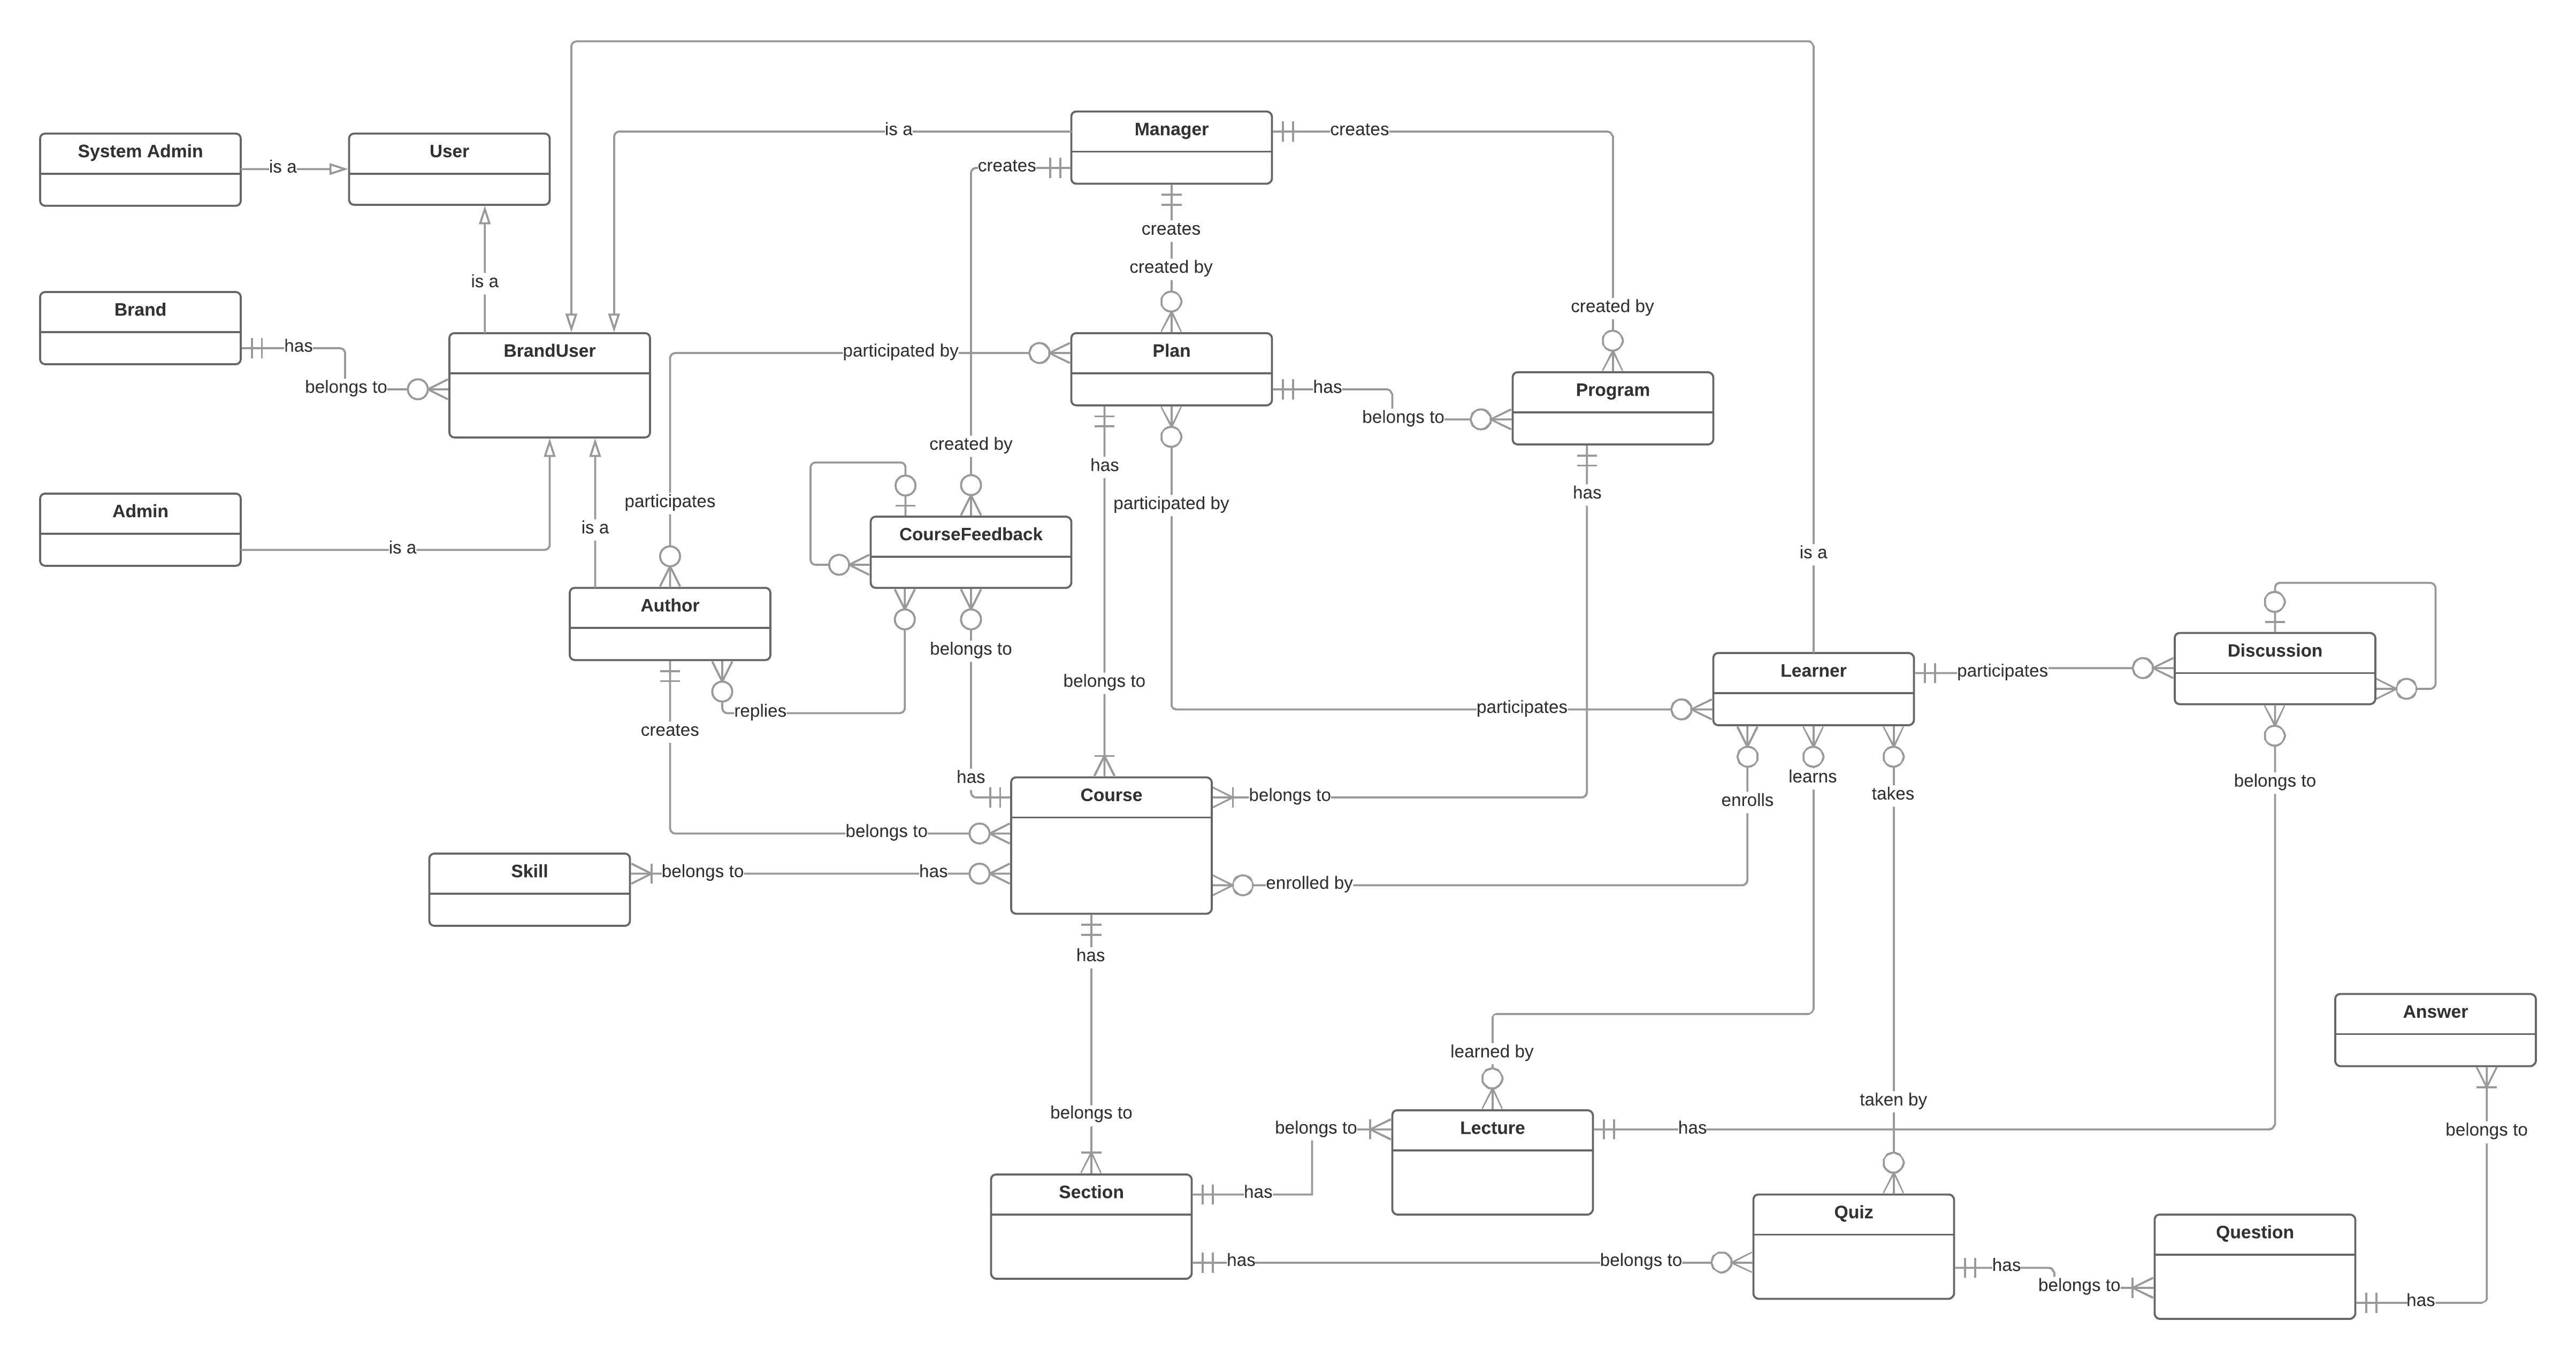 Manager
is a
creates
creates
System Admin
is a
User
creates
created by
is a
Brand
has
belongs to
BrandUser
participated by
Plan
created by
has
belongs to
Program
created by
has
has
participates
participated by
Admin
is a
is a
CourseFeedback
is a
Author
belongs to
belongs to
Learner
participates
Discussion
replies
participates
creates
has
Course
belongs to
learns
enrolls
takes
belongs to
belongs to
Skill
belongs to
has
enrolled by
has
Answer
learned by
taken by
belongs to
belongs to
Lecture
has
belongs to
Section
has
Quiz
Question
has
belongs to
has
belongs to
has